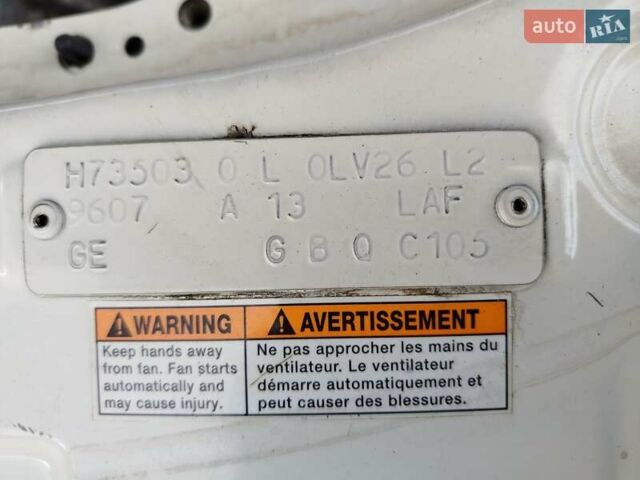 auto RIA
H73503 0 L 0LV26 L2
9607 A 13 LAF
GE G B Q C105
WARNING
Keep hands away
from fan. Fan starts
automatically and
may cause injury.
AVERTISSEMENT
Ne pas approcher les mains du
ventilateur. Le ventilateur
démarre automatiquement et
peut causer des blessures.